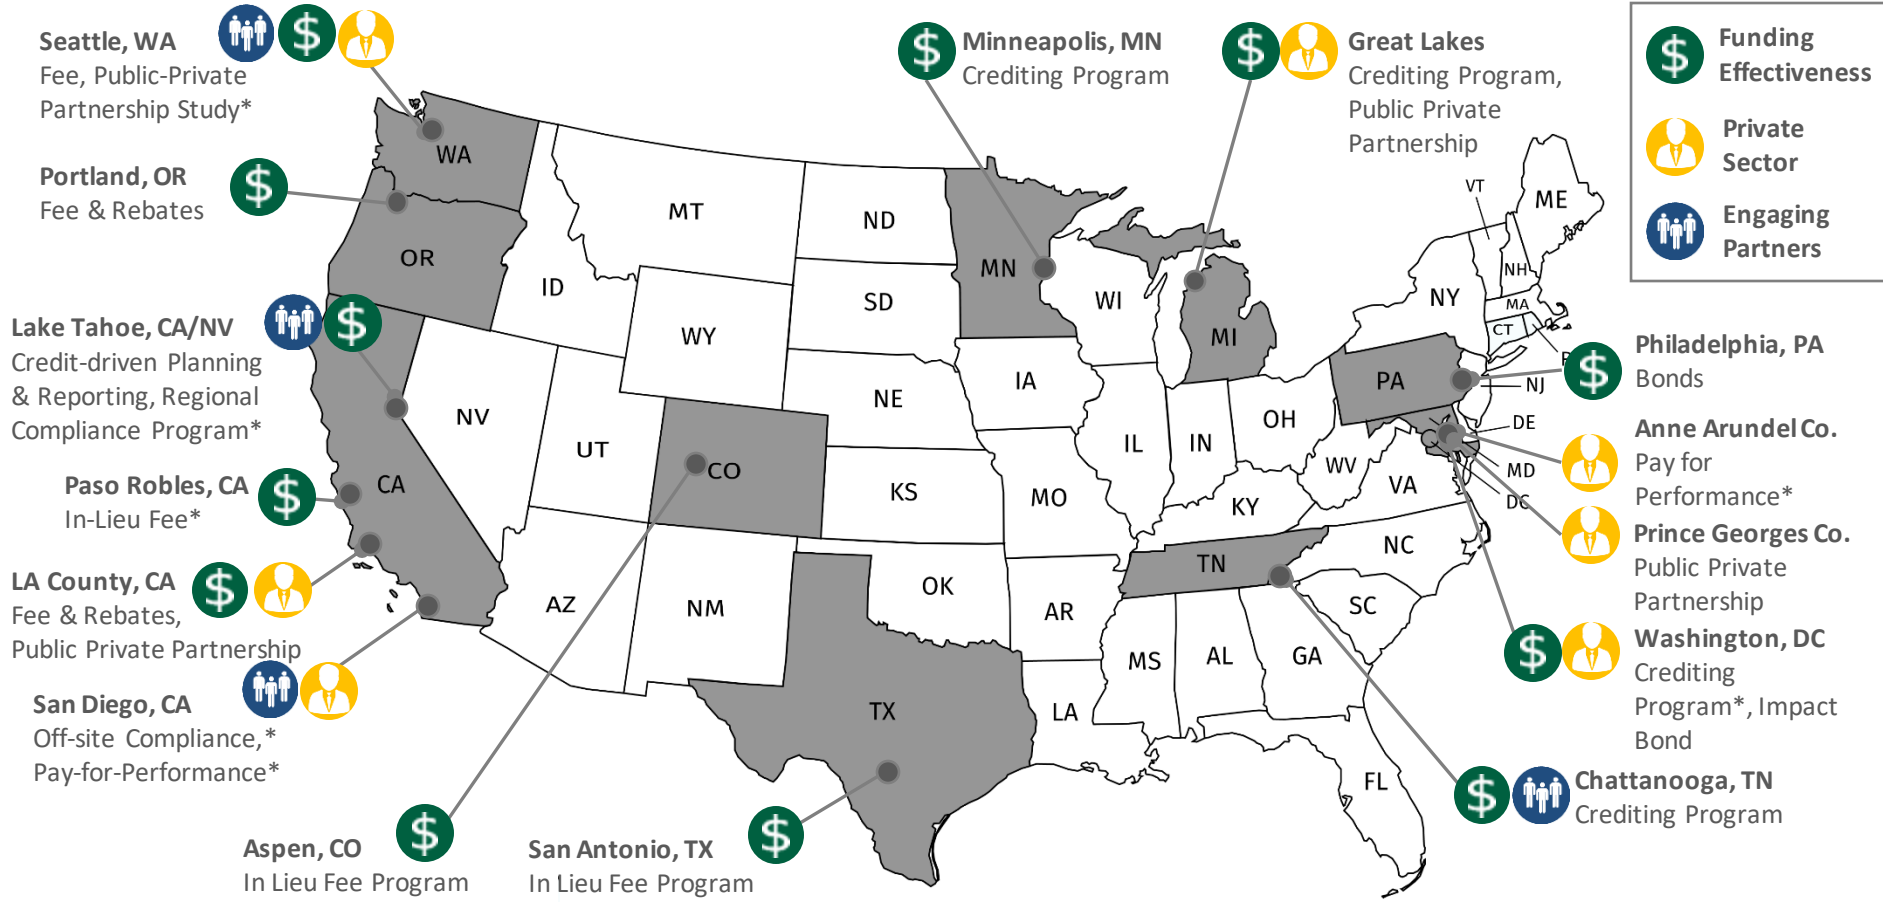 Seattle, WA
Fee, Public-Private
Partnership Study*
Portland, OR
Fee & Rebates
Lake Tahoe, CA/NV
Credit-driven Planning
& Reporting, Regional
Compliance Program*
Paso Robles, CA
In-Lieu Fee*
LA County, CA
Fee & Rebates,
Public Private Partnership
San Diego, CA
Off-site Compliance,*
Pay-for-Performance*
Aspen, CO
In Lieu Fee Program
San Antonio, TX
In Lieu Fee Program
Minneapolis, MN
Crediting Program
Great Lakes
Crediting Program,
Public Private
Partnership
$ Funding
Effectiveness
Private
Sector
Engaging
Partners
Philadelphia, PA
Bonds
Anne Arundel Co.
Pay for
Performance*
Prince Georges Co.
Public Private
Partnership
Washington, DC
Crediting
Program*, Impact
Bond
Chattanooga, TN
Crediting Program
WA
OR
CA
ID
NV
MT
WY
UT
AZ
CO
NM
ND
SD
NE
KS
OK
TX
MN
IA
MO
AR
LA
WI
IL
MS
MI
IN
KY
TN
AL
OH
WV
VA
NC
SC
GA
FL
PA
NY
VT
NH
ME
MA
CT
NJ
DE
MD
DC
$
$
$
$
$
$
$
$
$
$
$
$